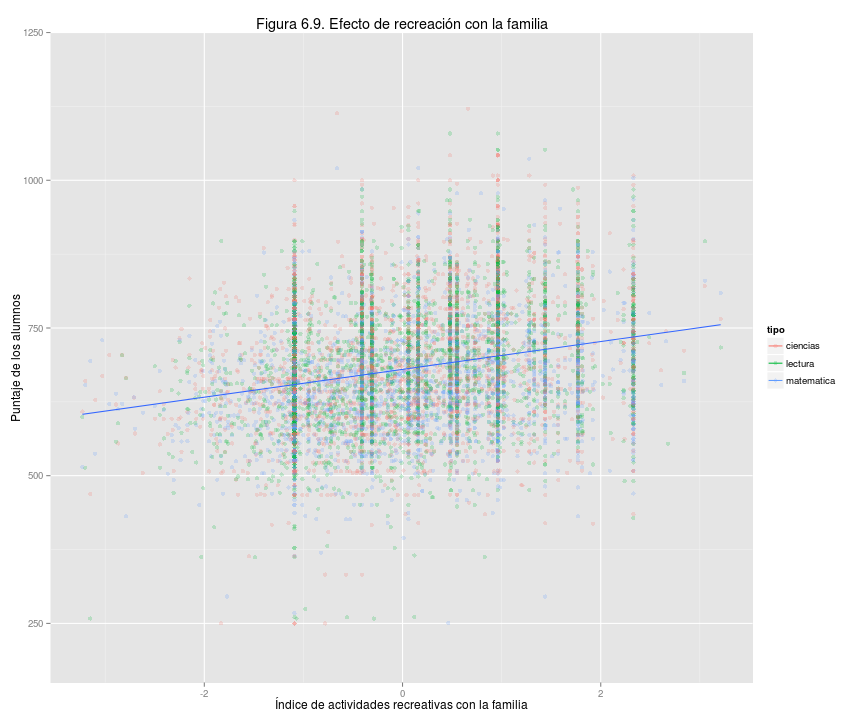 Figura 6.9. Efecto de recreación con la familia
1250
1000
750
500
250
Puntaje de los alumnos
-2
0
2
Índice de actividades recreativas con la familia
tipo
ciencias
lectura
matematica